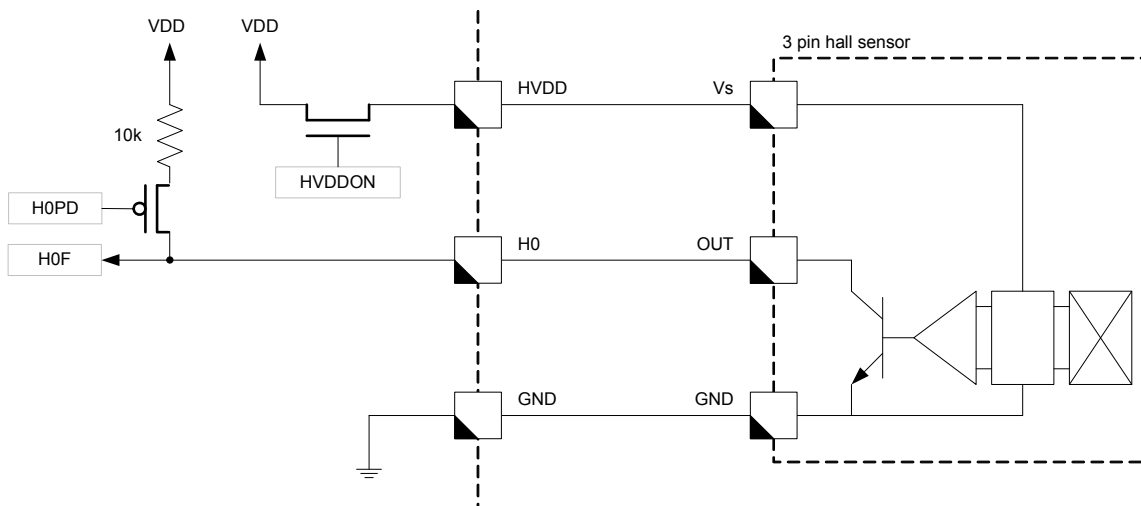 VDD
VDD
3 pin hall sensor
HVDD
Vs
10k
HVDDON
H0PD
H0
OUT
H0F
GND
GND